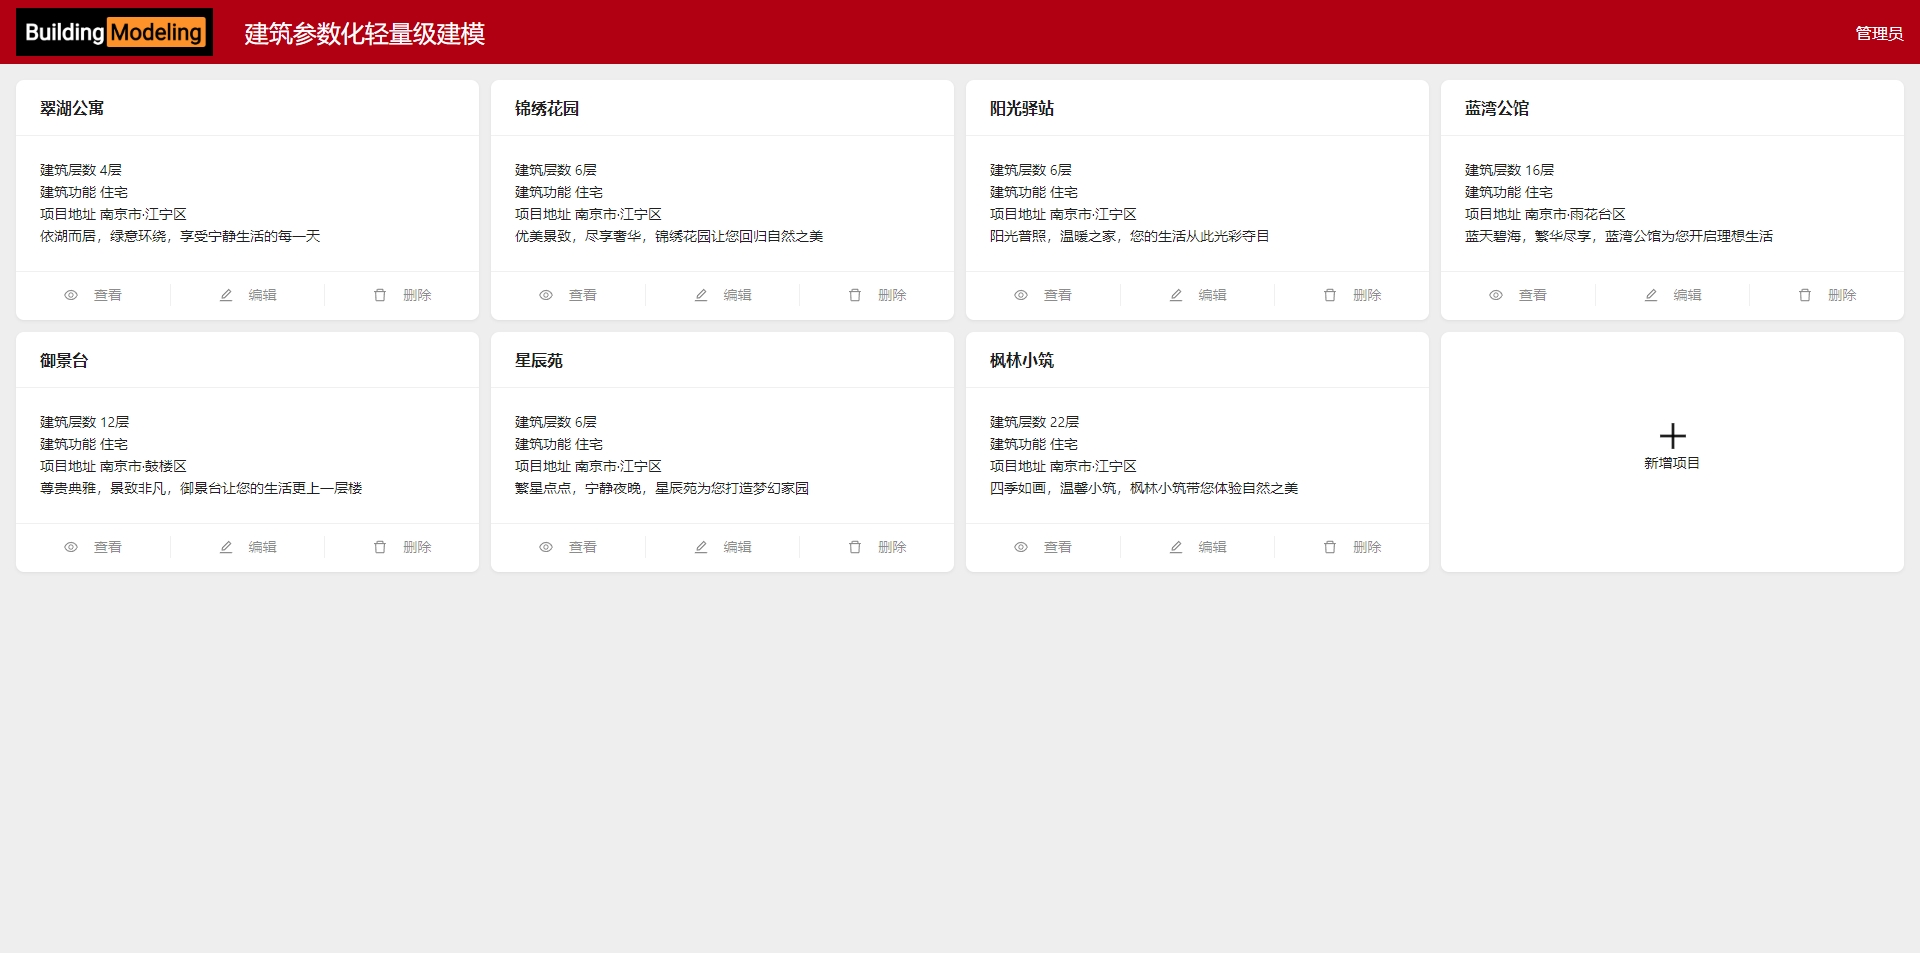 Building Modeling
建筑参数化轻量级建模
管理员
翠湖公寓
建筑层数 4层
建筑功能 住宅
项目地址 南京市·江宁区
依湖而居，绿意环绕，享受宁静生活的每一天
查看 编辑 删除
锦绣花园
建筑层数 6层
建筑功能 住宅
项目地址 南京市·江宁区
优美景致，尽享奢华，锦绣花园让您回归自然之美
查看 编辑 删除
阳光驿站
建筑层数 6层
建筑功能 住宅
项目地址 南京市·江宁区
阳光普照，温暖之家，您的生活从此光彩夺目
查看 编辑 删除
蓝湾公馆
建筑层数 16层
建筑功能 住宅
项目地址 南京市·雨花台区
蓝天碧海，繁华尽享，蓝湾公馆为您开启理想生活
查看 编辑 删除
御景台
建筑层数 12层
建筑功能 住宅
项目地址 南京市·鼓楼区
尊贵典雅，景致非凡，御景台让您的生活更上一层楼
查看 编辑 删除
星辰苑
建筑层数 6层
建筑功能 住宅
项目地址 南京市·江宁区
繁星点点，宁静夜晚，星辰苑为您打造梦幻家园
查看 编辑 删除
枫林小筑
建筑层数 22层
建筑功能 住宅
项目地址 南京市·江宁区
四季如画，温馨小筑，枫林小筑带您体验自然之美
查看 编辑 删除
新增项目